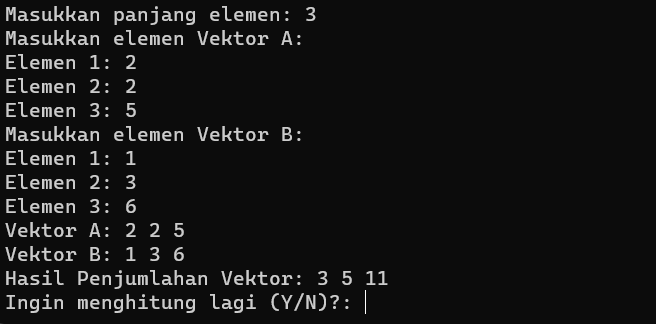 Masukkan panjang elemen: 3
Masukkan elemen Vektor A:
Elemen 1: 2
Elemen 2: 2
Elemen 3: 5
Masukkan elemen Vektor B:
Elemen 1: 1
Elemen 2: 3
Elemen 3: 6
Vektor A: 2 2 5
Vektor B: 1 3 6
Hasil Penjumlahan Vektor: 3 5 11
Ingin menghitung lagi (Y/N)?: